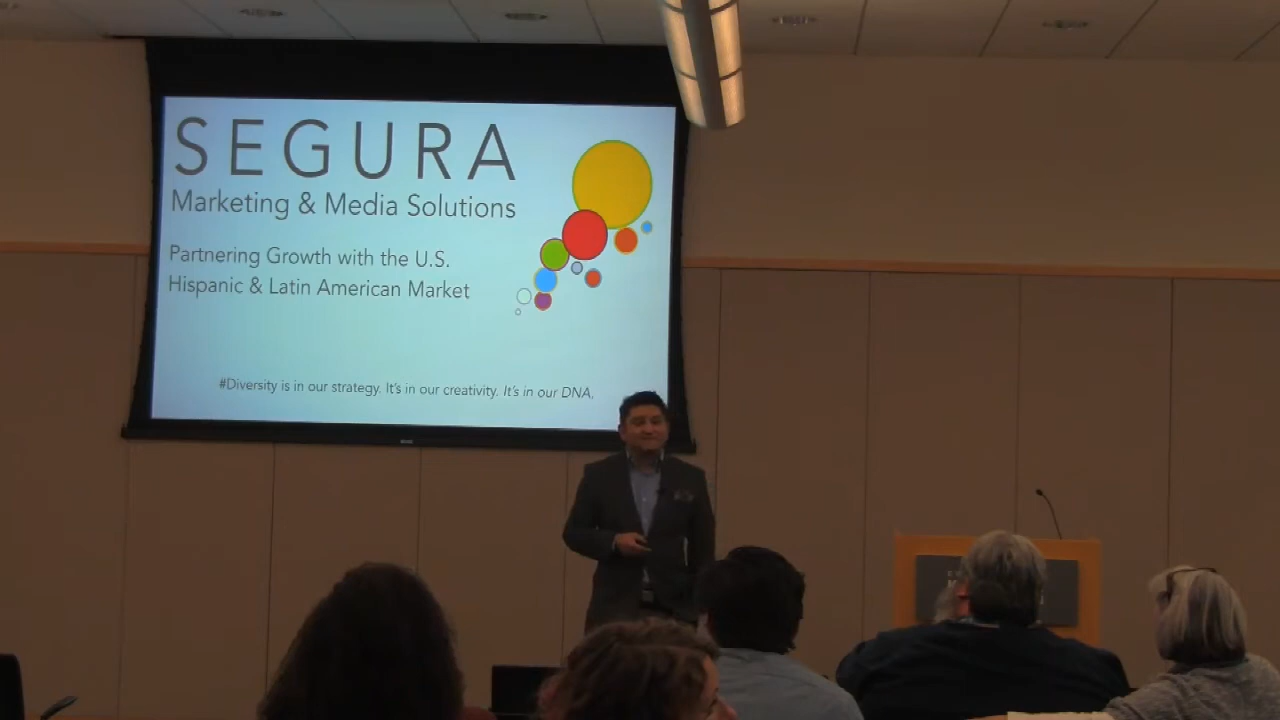 SEGURA
Marketing & Media Solutions
Partnering Growth with the U.S.
Hispanic & Latin American Market
#Diversity is in our strategy. It's in our creativity. It's in our DNA.